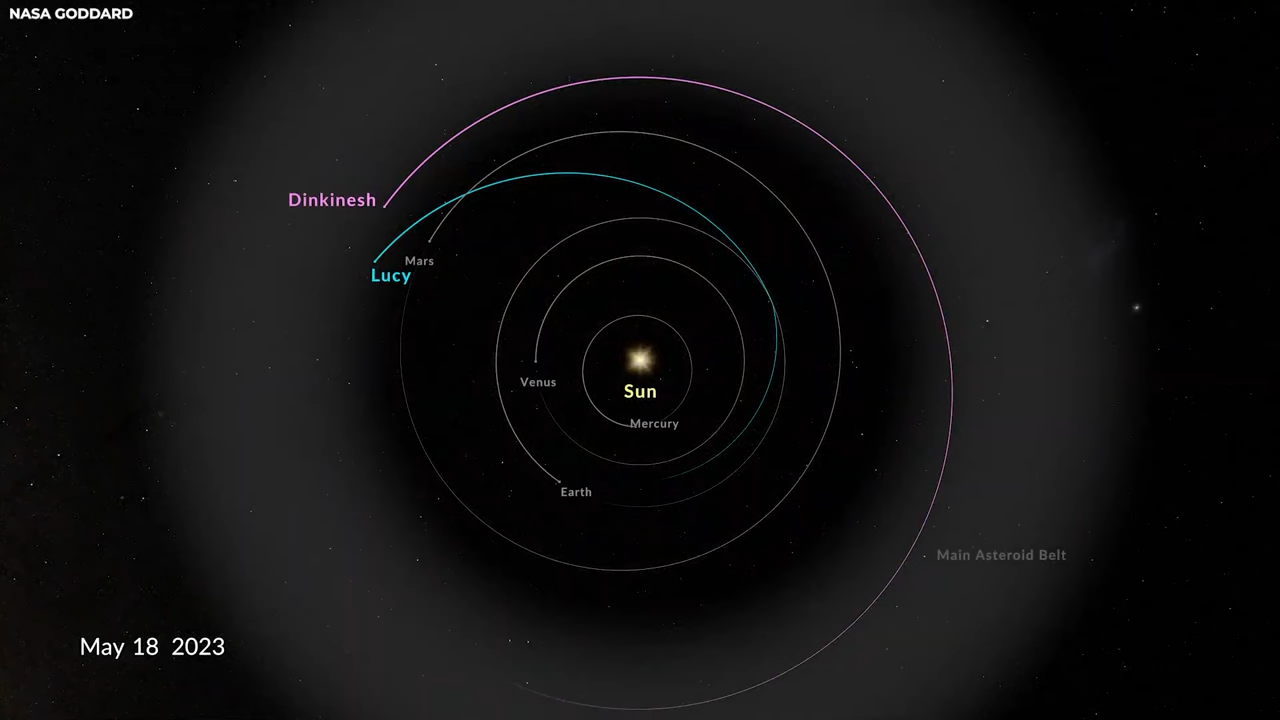 NASA GODDARD
Dinkinesh
Mars
Lucy
Venus
Sun
Mercury
Earth
Main Asteroid Belt
May 18 2023